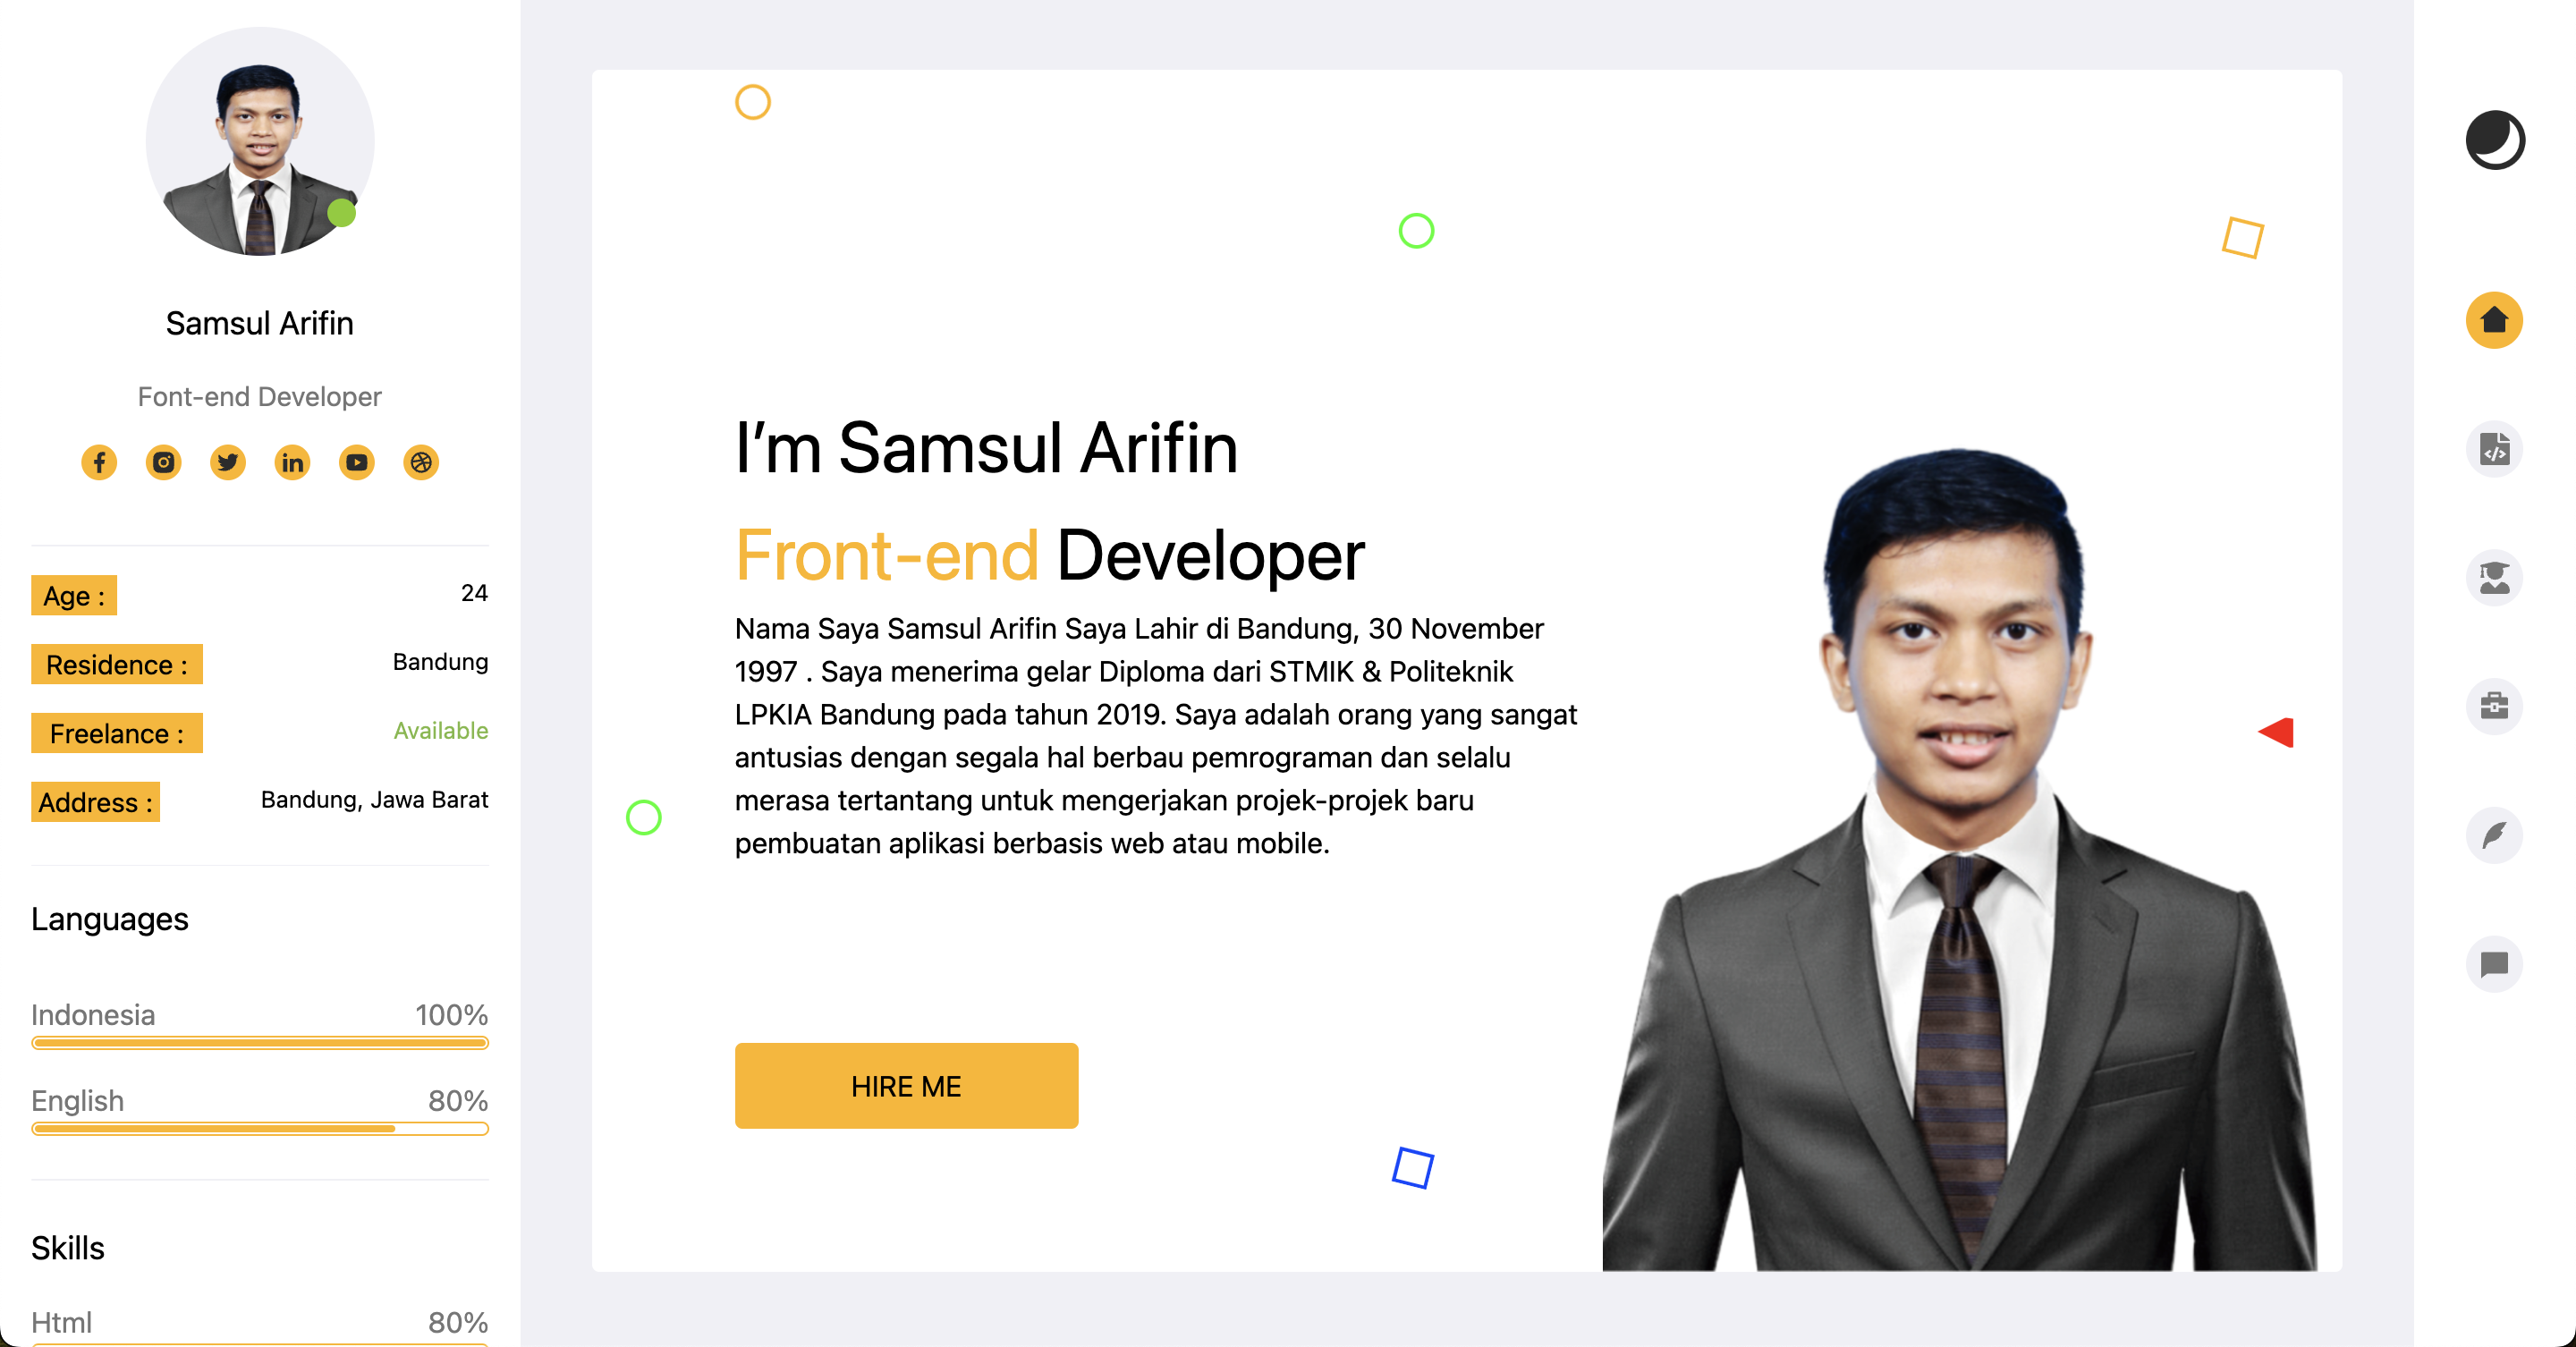 Samsul Arifin
Font-end Developer
Age :
24
Residence :
Bandung
Freelance :
Available
Address :
Bandung, Jawa Barat
Languages
Indonesia
100%
English
80%
Skills
Html
80%
I'm Samsul Arifin
Front-end Developer
Nama Saya Samsul Arifin Saya Lahir di Bandung, 30 November
1997 . Saya menerima gelar Diploma dari STMIK & Politeknik
LPKIA Bandung pada tahun 2019. Saya adalah orang yang sangat
antusias dengan segala hal berbau pemrograman dan selalu
merasa tertantang untuk mengerjakan projek-projek baru
pembuatan aplikasi berbasis web atau mobile.
HIRE ME